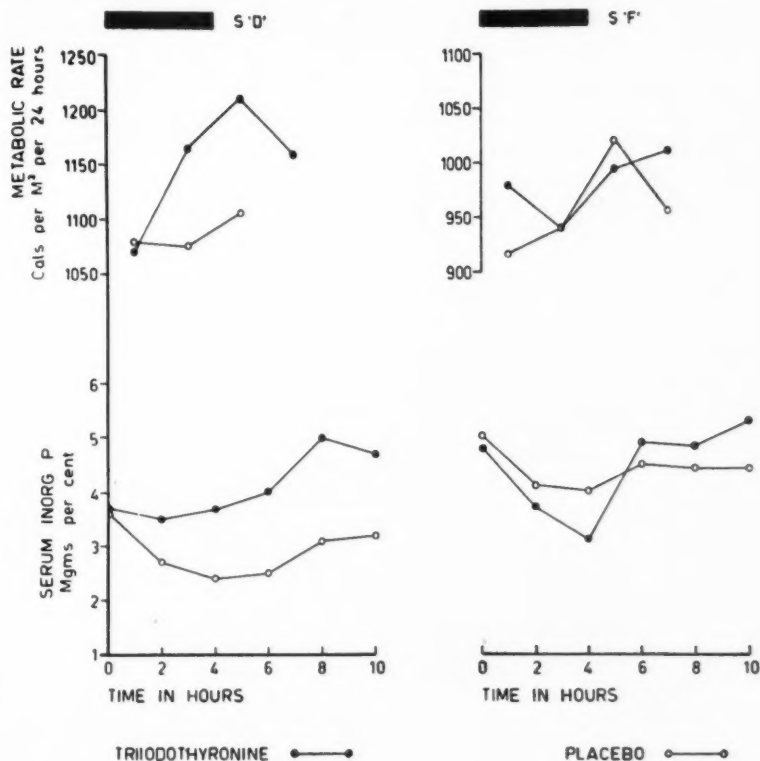 S 'D'
S 'F'
METABOLIC RATE
Cals per M² per 24 hours
1250
1200
1150
1100
1050
1100
1050
1000
950
900
SERUM INORG P
Mgms per cent
6
5
4
3
2
1
0 2 4 6 8 10
0 2 4 6 8 10
TIME IN HOURS
TIME IN HOURS
TRIIODOTHYRONINE
PLACEBO